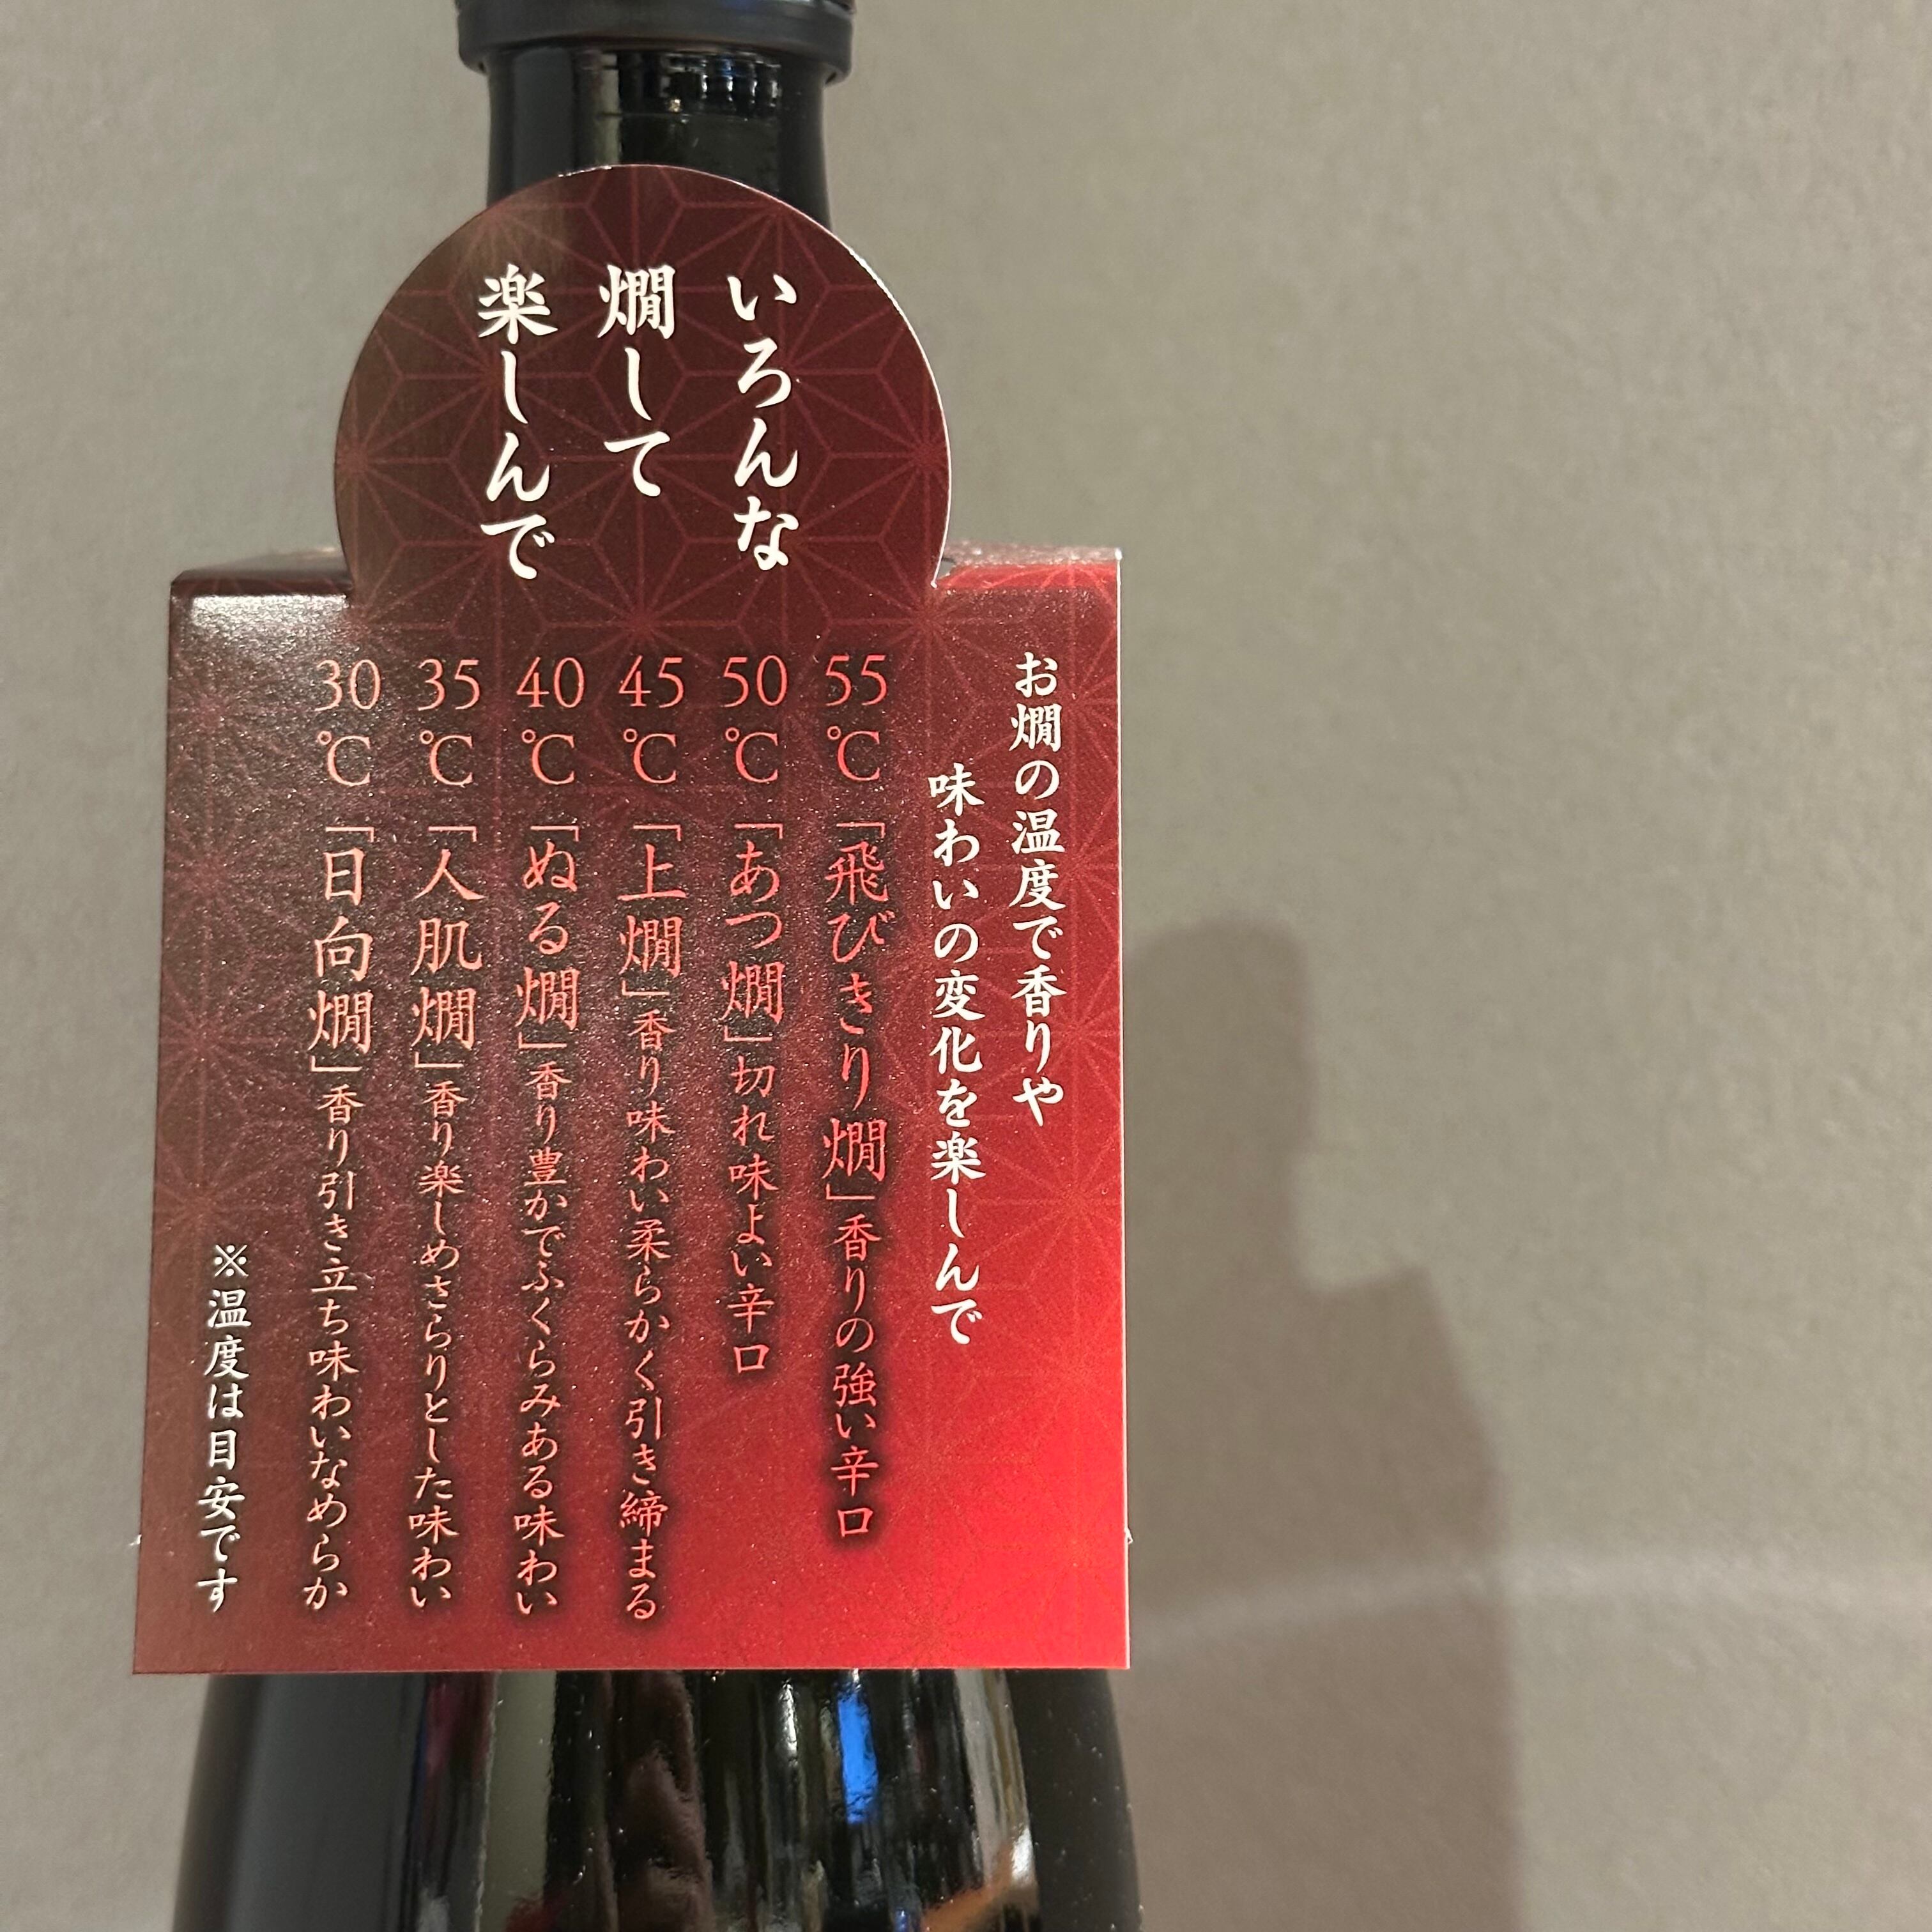 いろんな
燗して
楽しんで
お燗の温度で香りや
味わいの変化を楽しんで
55℃「飛びきり燗」香りの強い辛口
50℃「あつ燗」切れ味よい辛口
45℃「上燗」香り味わい柔らかく引き締まる
40℃「ぬる燗」香り豊かでふくらみある味わい
35℃「人肌燗」香り楽しめさらりとした味わい
30℃「日向燗」香り引き立ち味わいなめらか
※温度は目安です